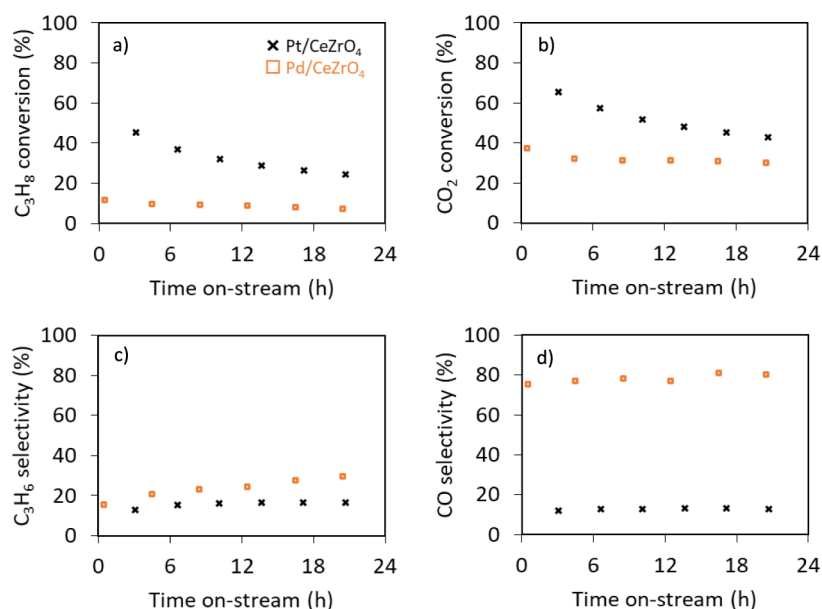 a)
× Pt/CeZrO₄
□ Pd/CeZrO₄
C₃H₈ conversion (%)
100
80
60
40
20
0
0 6 12 18 24
Time on-stream (h)
b)
CO₂ conversion (%)
100
80
60
40
20
0
0 6 12 18 24
Time on-stream (h)
c)
C₃H₆ selectivity (%)
100
80
60
40
20
0
0 6 12 18 24
Time on-stream (h)
d)
CO selectivity (%)
100
80
60
40
20
0
0 6 12 18 24
Time on-stream (h)